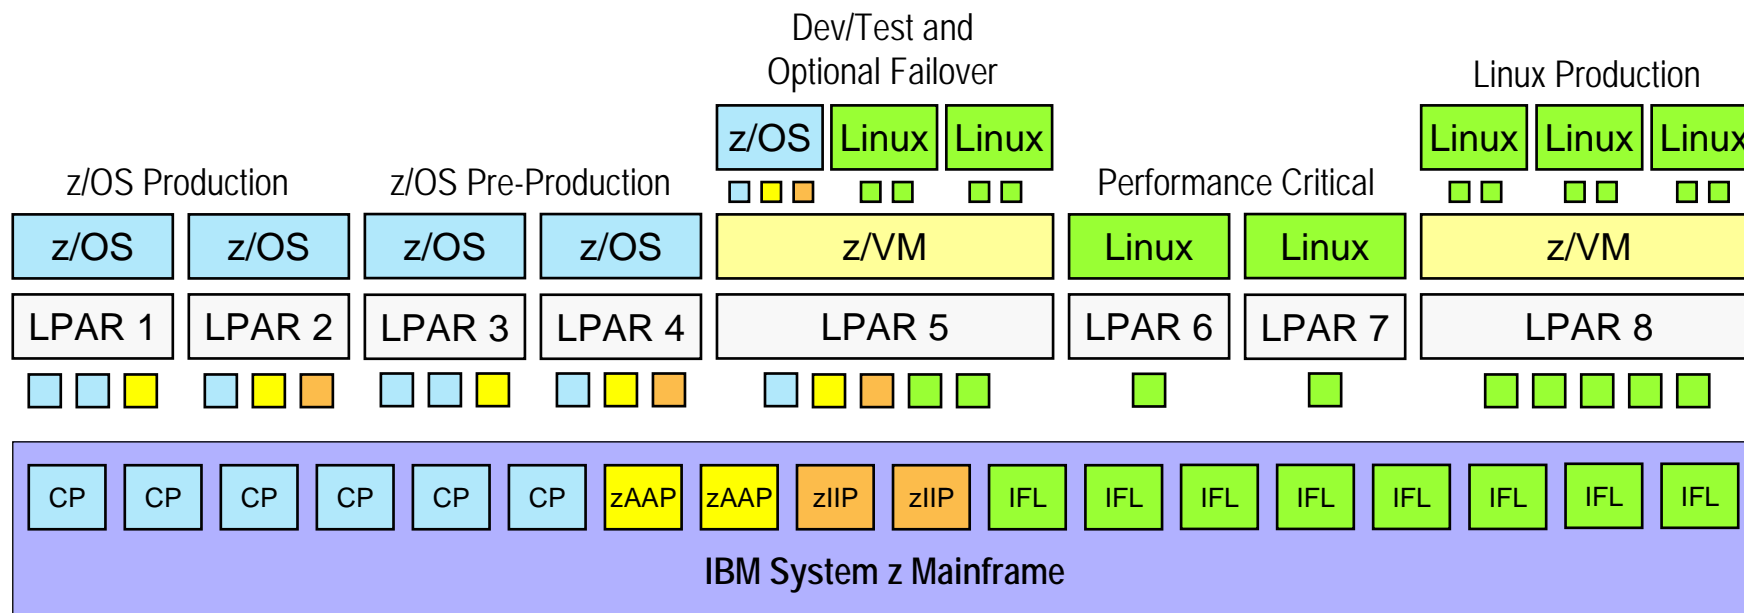 Dev/Test and
Optional Failover
Linux Production
z/OS Linux Linux
Linux Linux Linux
z/OS Production
z/OS Pre-Production
Performance Critical
z/OS z/OS z/OS z/OS z/VM Linux Linux z/VM
LPAR 1 LPAR 2 LPAR 3 LPAR 4 LPAR 5 LPAR 6 LPAR 7 LPAR 8
CP CP CP CP CP CP zAAP zAAP zIIP zIIP IFL IFL IFL IFL IFL IFL IFL IFL
IBM System z Mainframe